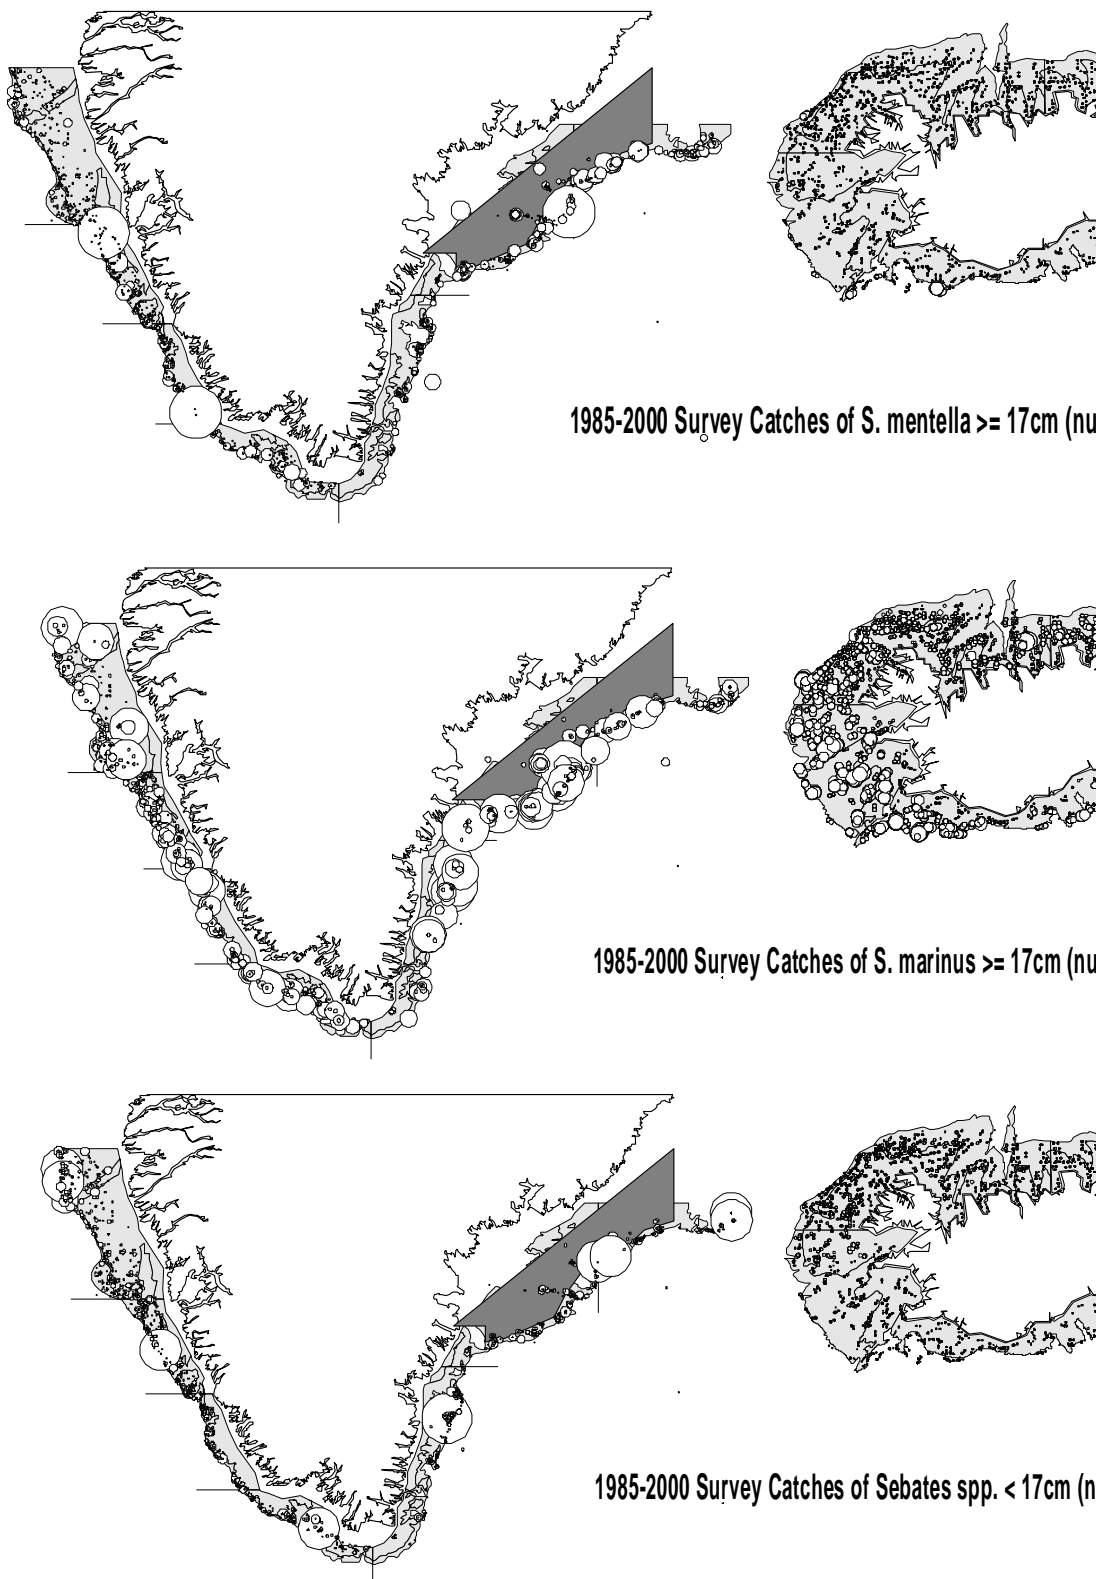 1985-2000 Survey Catches of S. mentella >= 17cm (nu
1985-2000 Survey Catches of S. marinus >= 17cm (nu
1985-2000 Survey Catches of Sebates spp. < 17cm (n